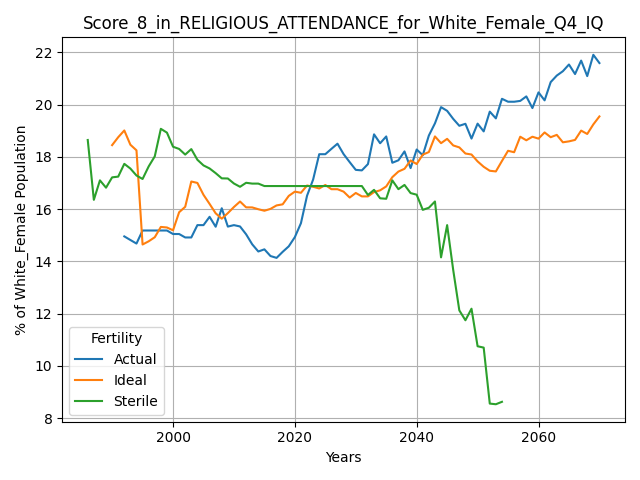 Score_8_in_RELIGIOUS_ATTENDANCE_for_White_Female_Q4_IQ
% of White_Female Population
22
20
18
16
14
12
10
8
Fertility
Actual
Ideal
Sterile
2000
2020
2040
2060
Years